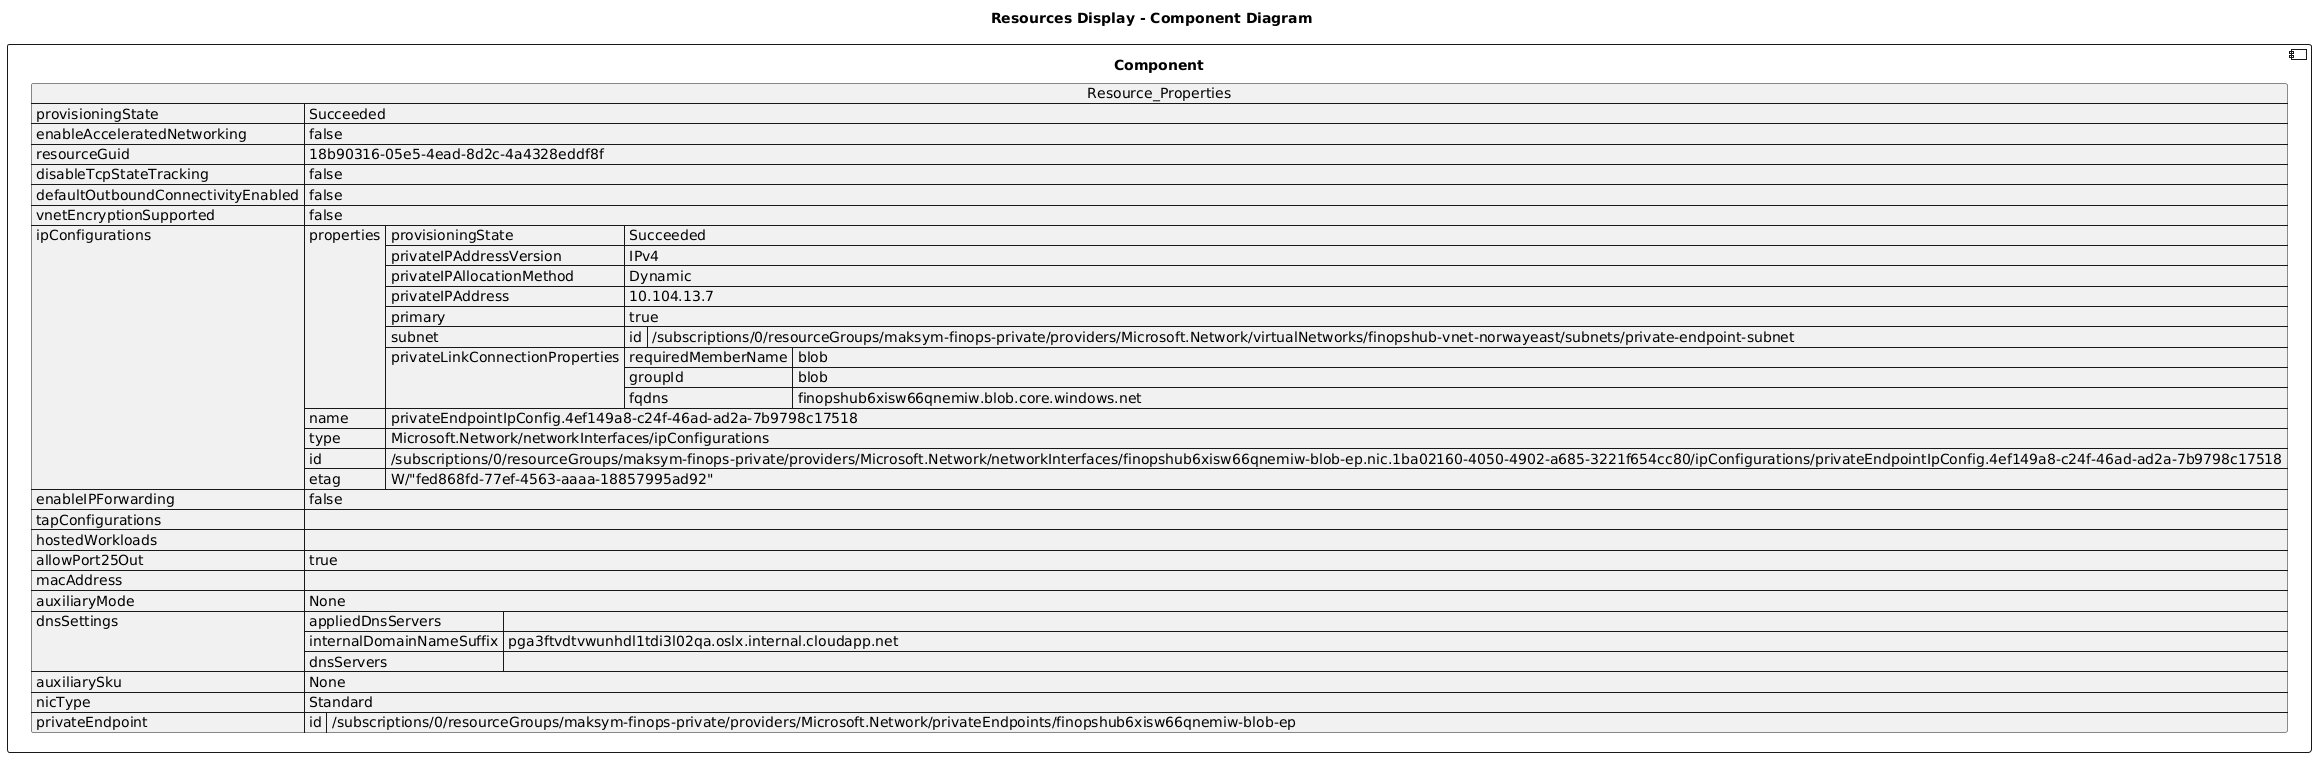 Resources Display - Component Diagram
Component
Resource_Properties
provisioningState Succeeded
enableAcceleratedNetworking false
resourceGuid 18b90316-05e5-4ead-8d2c-4a4328eddf8f
disableTcpStateTracking false
defaultOutboundConnectivityEnabled false
vnetEncryptionSupported false
ipConfigurations properties provisioningState Succeeded
privateIPAddressVersion IPv4
privateIPAllocationMethod Dynamic
privateIPAddress 10.104.13.7
primary true
subnet id /subscriptions/0/resourceGroups/maksym-finops-private/providers/Microsoft.Network/virtualNetworks/finopshub-vnet-norwayeast/subnets/private-endpoint-subnet
privateLinkConnectionProperties requiredMemberName blob
groupId blob
fqdns finopshub6xisw66qnemiw.blob.core.windows.net
name privateEndpointIpConfig.4ef149a8-c24f-46ad-ad2a-7b9798c17518
type Microsoft.Network/networkInterfaces/ipConfigurations
id /subscriptions/0/resourceGroups/maksym-finops-private/providers/Microsoft.Network/networkInterfaces/finopshub6xisw66qnemiw-blob-ep.nic.1ba02160-4050-4902-a685-3221f654cc80/ipConfigurations/privateEndpointIpConfig.4ef149a8-c24f-46ad-ad2a-7b9798c17518
etag W/"fed868fd-77ef-4563-aaaa-18857995ad92"
enableIPForwarding false
tapConfigurations
hostedWorkloads
allowPort25Out true
macAddress
auxiliaryMode None
dnsSettings appliedDnsServers
internalDomainNameSuffix pga3ftvdtvwunhdl1tdi3l02qa.oslx.internal.cloudapp.net
dnsServers
auxiliarySku None
nicType Standard
privateEndpoint id /subscriptions/0/resourceGroups/maksym-finops-private/providers/Microsoft.Network/privateEndpoints/finopshub6xisw66qnemiw-blob-ep